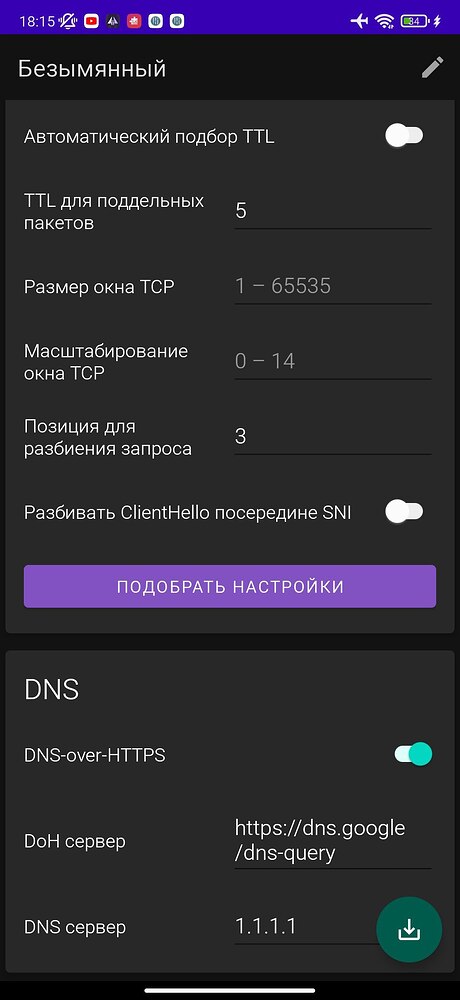 18:15
84
Безымянный
Автоматический подбор TTL
TTL для поддельных
пакетов
5
Размер окна TCP
1 – 65535
Масштабирование
окна TCP
0 – 14
Позиция для
разбиения запроса
3
Разбивать ClientHello посередине SNI
ПОДОБРАТЬ НАСТРОЙКИ
DNS
DNS-over-HTTPS
DoH сервер
https://dns.google
/dns-query
DNS сервер
1.1.1.1